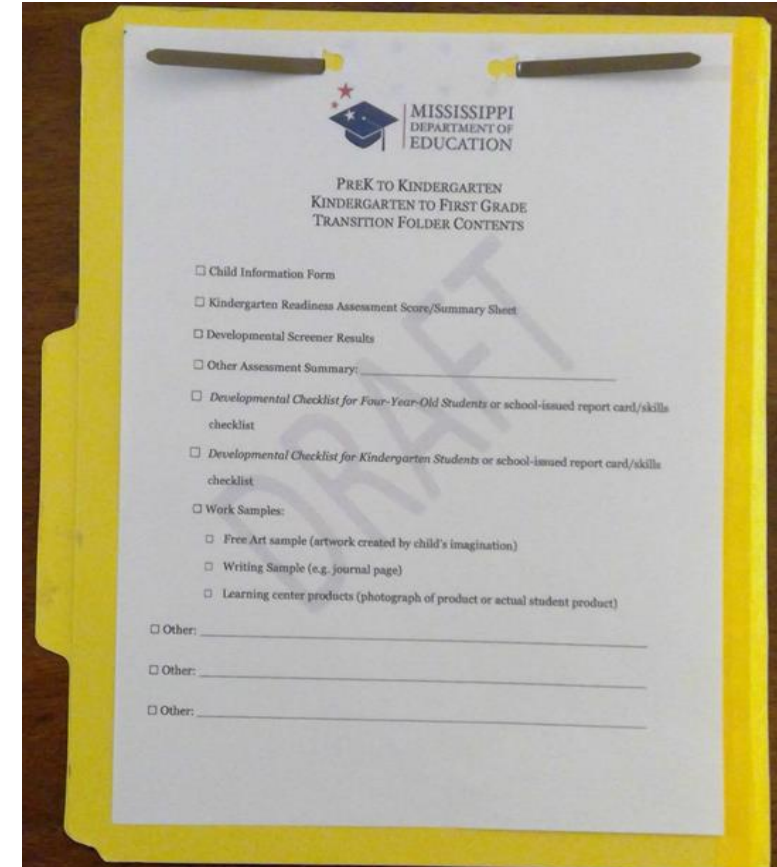 MISSISSIPPI
DEPARTMENT OF
EDUCATION
PREK TO KINDERGARTEN
KINDERGARTEN TO FIRST GRADE
TRANSITION FOLDER CONTENTS
☐ Child Information Form
☐ Kindergarten Readiness Assessment Score/Summary Sheet
☐ Developmental Screener Results
☐ Other Assessment Summary: ____________________
☐ Developmental Checklist for Four-Year-Old Students or school-issued report card/skills
checklist
☐ Developmental Checklist for Kindergarten Students or school-issued report card/skills
checklist
☐ Work Samples:
☐ Free Art sample (artwork created by child's imagination)
☐ Writing Sample (e.g. journal page)
☐ Learning center products (photograph of product or actual student product)
☐ Other: ____________________
☐ Other: ____________________
☐ Other: ____________________
DRAFT